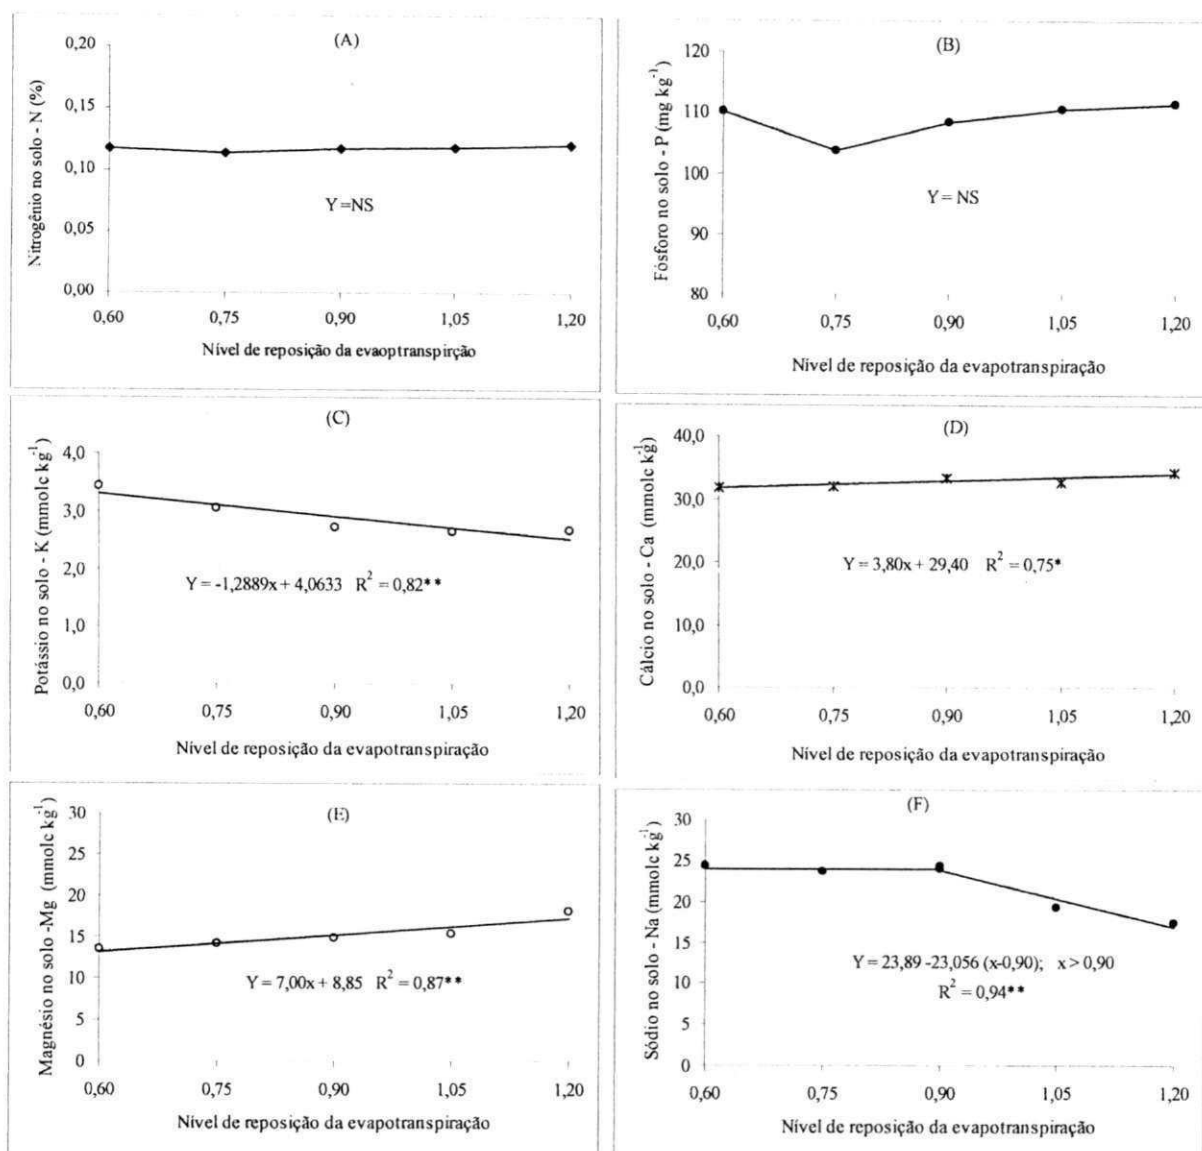 (A)
Nitrogênio no solo - N (%)
0,20
0,15
0,10
0,05
0,00
Y =NS
0,60 0,75 0,90 1,05 1,20
Nível de reposição da evaoptranspirção
(B)
Fósforo no solo - P (mg kg⁻¹)
120
110
100
90
80
Y = NS
0,60 0,75 0,90 1,05 1,20
Nível de reposição da evapotranspiração
(C)
Potássio no solo - K (mmolc kg⁻¹)
4,0
3,0
2,0
1,0
0,0
Y = -1,2889x + 4,0633 R² = 0,82**
0,60 0,75 0,90 1,05 1,20
Nível de reposição da evapotranspiração
(D)
Cálcio no solo - Ca (mmolc kg⁻¹)
40,0
30,0
20,0
10,0
0,0
Y = 3,80x + 29,40 R² = 0,75*
0,60 0,75 0,90 1,05 1,20
Nível de reposição da evapotranspiração
(E)
Magnésio no solo -Mg (mmolc kg⁻¹)
30
25
20
15
10
5
0
Y = 7,00x + 8,85 R² = 0,87**
0,60 0,75 0,90 1,05 1,20
Nível de reposição da evapotranspiração
(F)
Sódio no solo - Na (mmolc kg⁻¹)
30
25
20
15
10
5
0
Y = 23,89 -23,056 (x-0,90); x > 0,90
R² = 0,94**
0,60 0,75 0,90 1,05 1,20
Nível de reposição da evapotranspiração